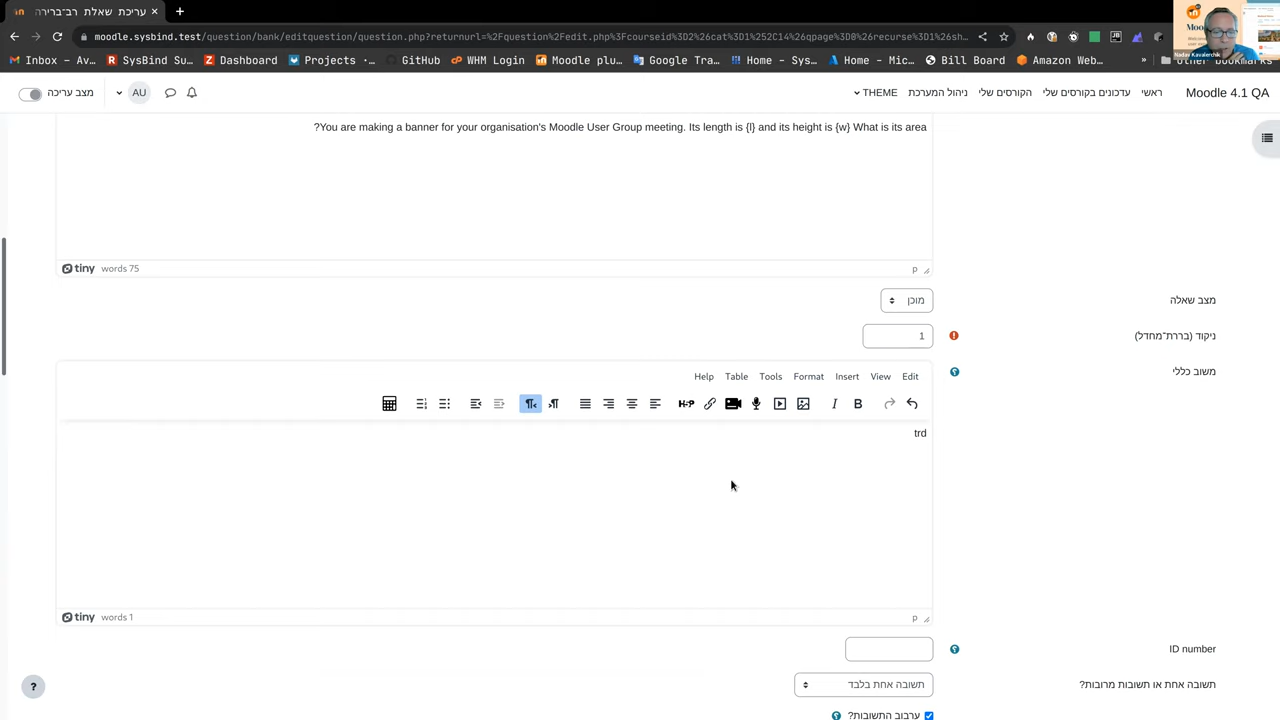 עריכת שאלת רב־ברירה
moodle.sysbind.test/question/bank/editquestion/question.php?returnurl=%2Fquestion%2Fedit.php%3Fcourseid%3D2%26cat%3D1%252C14%26qpage%3D0%26recurse%3D1%26sh…
Inbox - Av…
SysBind Su…
Dashboard
Projects ·…
GitHub
WHM Login
Moodle plu…
Google Tra…
Home - Sys…
Home - Mic…
Bill Board
Amazon Web…
»
Other Bookmarks
Nadav Kavalerchik
Moodle 4.1 QA
ראשי
עדכונים בקורסים שלי
הקורסים שלי
ניהול המערכת
THEME
AU
מצב עריכה
?You are making a banner for your organisation's Moodle User Group meeting. Its length is {l} and its height is {w} What is its area
tiny words 75 p
מצב שאלה
מוכן
ניקוד (בררת־מחדל)
1
משוב כללי
Help Table Tools Format Insert View Edit
H-P I B
trd
tiny words 1 p
ID number
תשובה אחת או תשובות מרובות?
תשובה אחת בלבד
ערבוב התשובות?
?